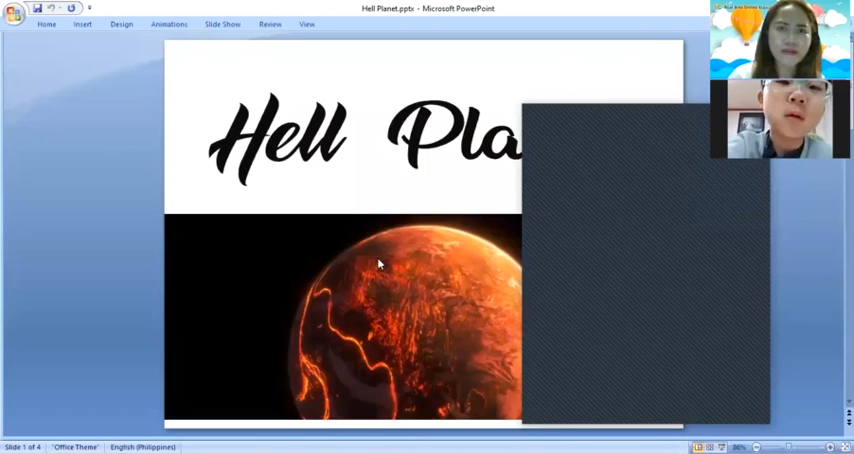 Hell Planet.pptx - Microsoft PowerPoint
Home Insert Design Animations Slide Show Review View
Hell Pla
Slide 1 of 4 "Office Theme" English (Philippines) 86%